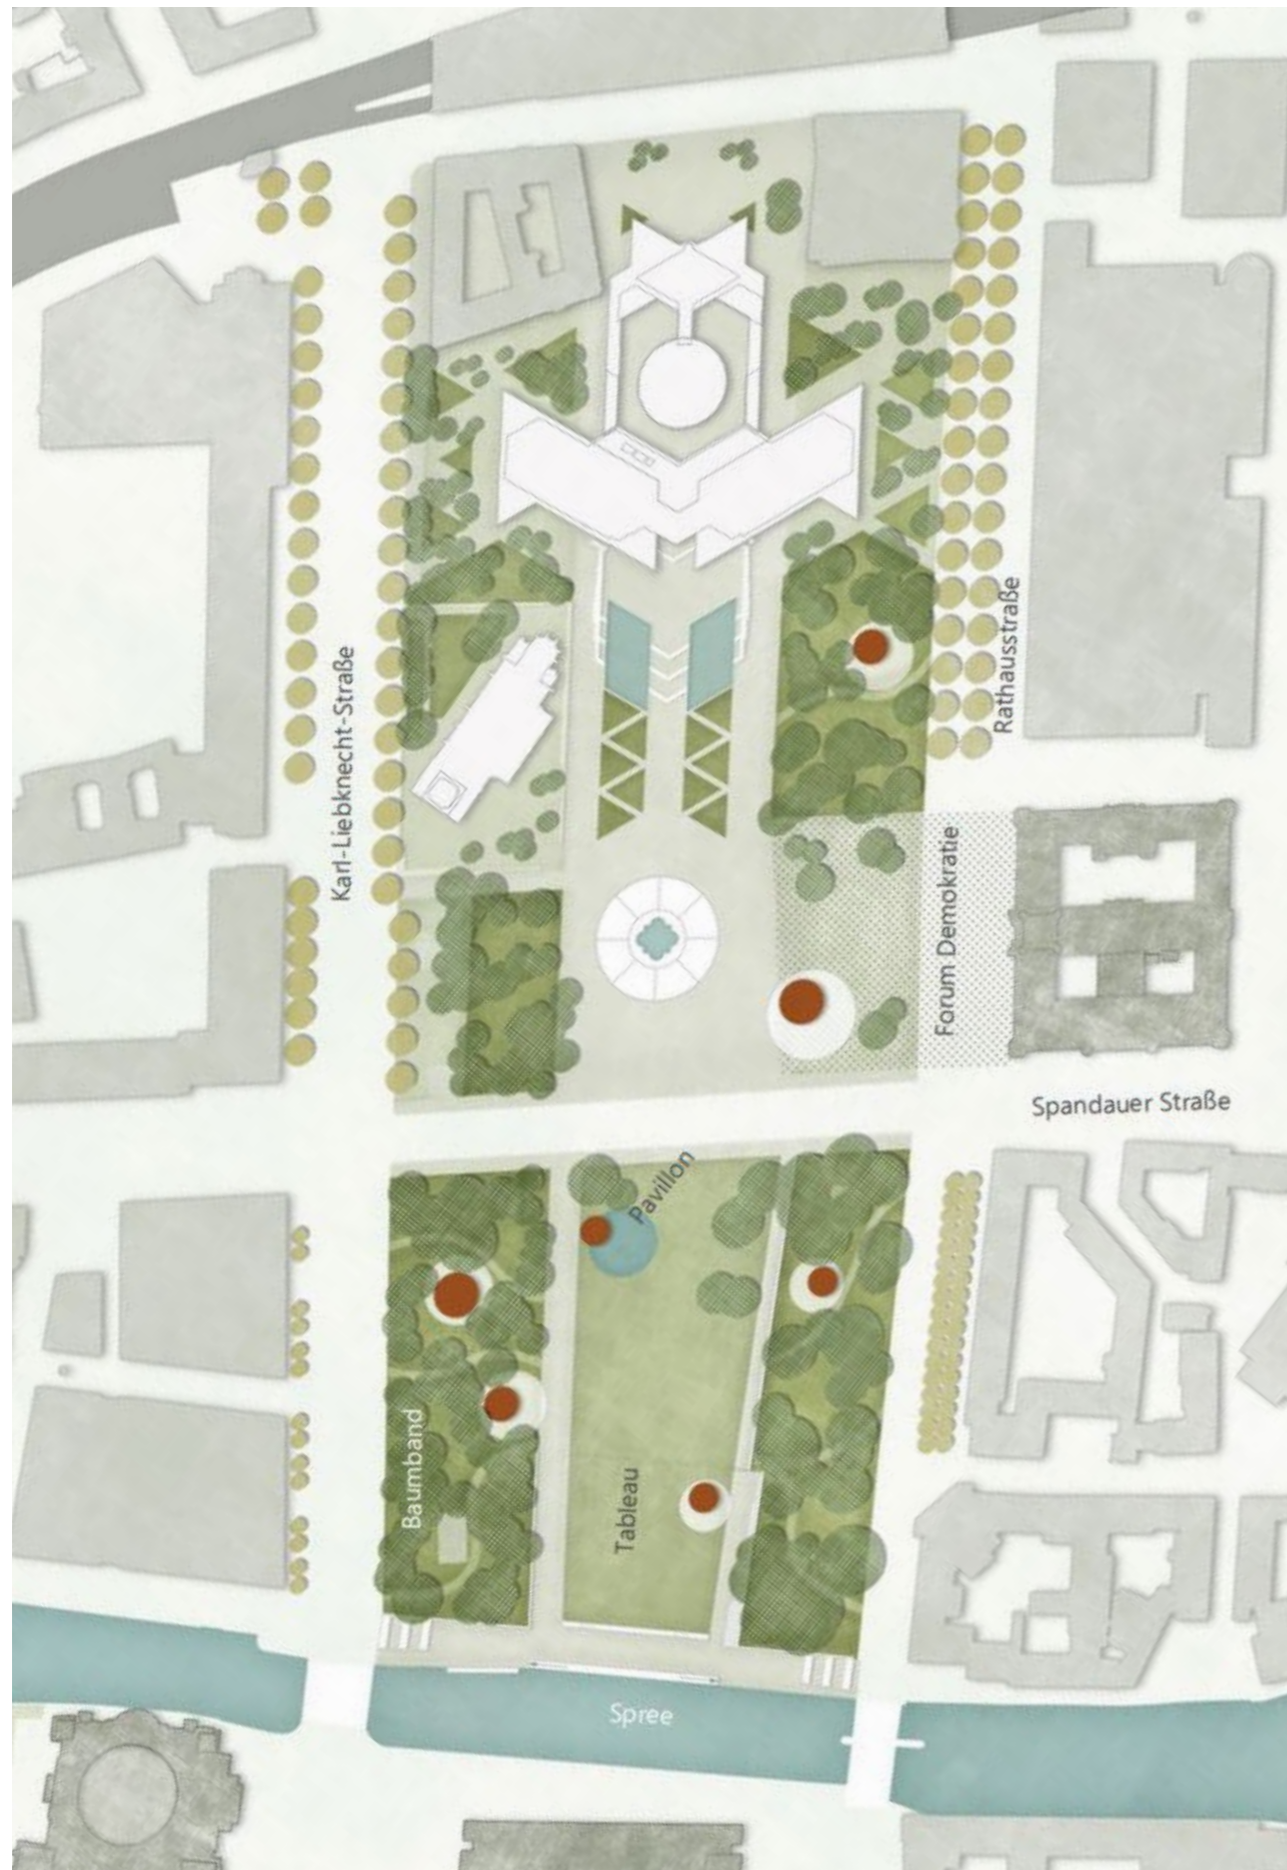 Karl-Liebknecht-Straße
Rathausstraße
Forum Demokratie
Spandauer Straße
Pavillon
Baumband
Tableau
Spree